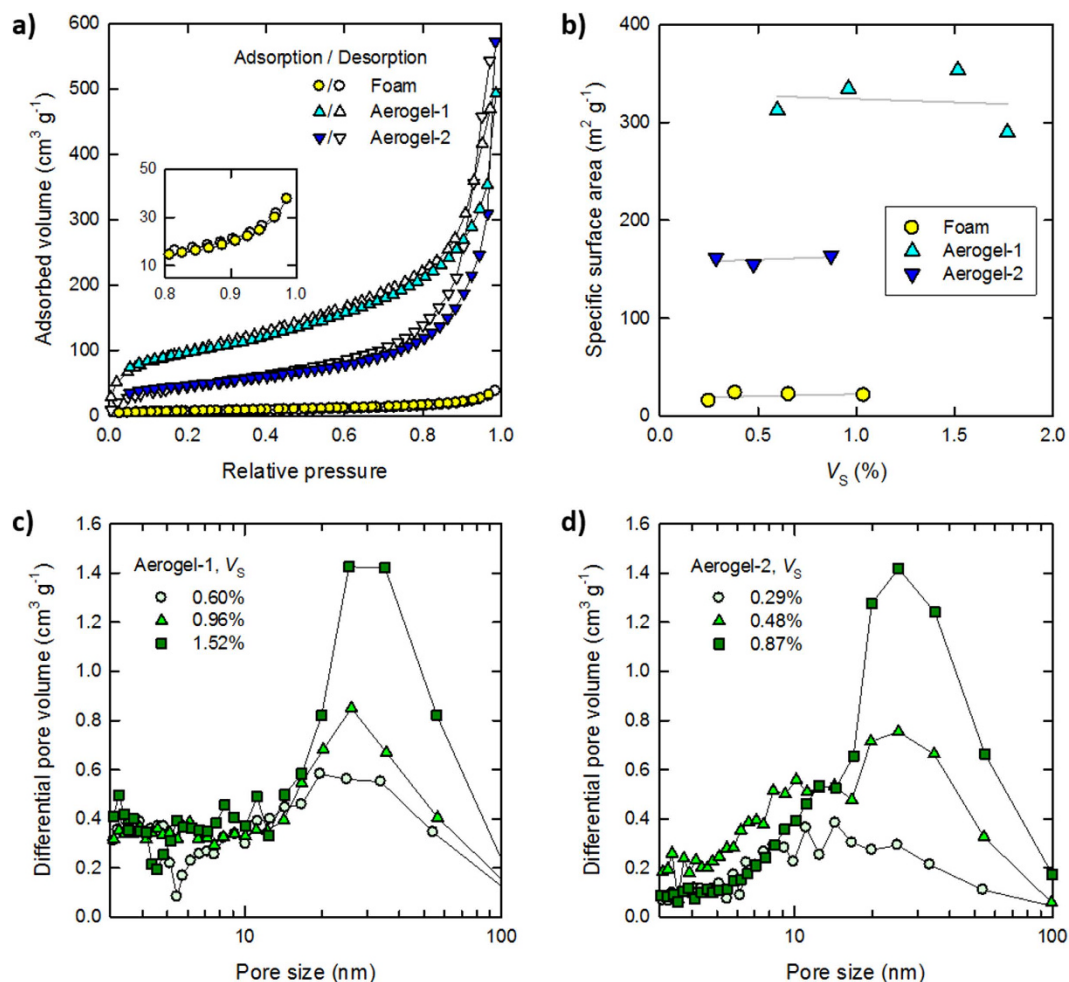 a)
600
500
400
300
200
100
0
0.0 0.2 0.4 0.6 0.8 1.0
Adsorbed volume (cm³ g⁻¹)
Relative pressure
Adsorption / Desorption
/ Foam
/ Aerogel-1
/ Aerogel-2
50
30
10
0.8 0.9 1.0
b)
400
300
200
100
0
0.0 0.5 1.0 1.5 2.0
Specific surface area (m² g⁻¹)
V_S (%)
Foam
Aerogel-1
Aerogel-2
c)
1.6
1.4
1.2
1.0
0.8
0.6
0.4
0.2
0.0
10 100
Differential pore volume (cm³ g⁻¹)
Pore size (nm)
Aerogel-1, V_S
0.60%
0.96%
1.52%
d)
1.6
1.4
1.2
1.0
0.8
0.6
0.4
0.2
0.0
10 100
Differential pore volume (cm³ g⁻¹)
Pore size (nm)
Aerogel-2, V_S
0.29%
0.48%
0.87%